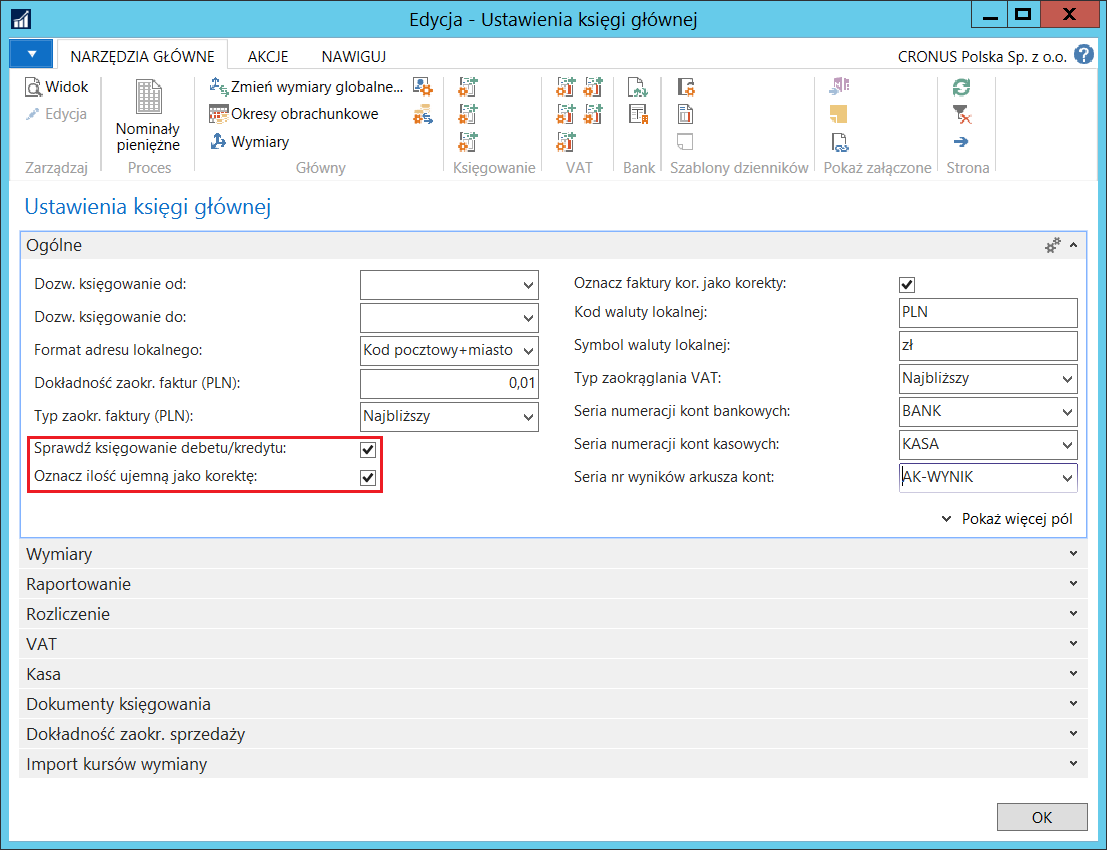 Edycja - Ustawienia księgi głównej
NARZĘDZIA GŁÓWNE
AKCJE
NAWIGUJ
CRONUS Polska Sp. z o.o.
Widok
Edycja
Zarządzaj
Nominały
pieniężne
Proces
Zmień wymiary globalne...
Okresy obrachunkowe
Wymiary
Główny
Księgowanie
VAT
Bank
Szablony dzienników
Pokaż załączone
Strona
Ustawienia księgi głównej
Ogólne
Dozw. księgowanie od:
Dozw. księgowanie do:
Format adresu lokalnego: Kod pocztowy+miasto
Dokładność zaokr. faktur (PLN): 0,01
Typ zaokr. faktury (PLN): Najbliższy
Sprawdź księgowanie debetu/kredytu:
Oznacz ilość ujemną jako korektę:
Oznacz faktury kor. jako korekty:
Kod waluty lokalnej: PLN
Symbol waluty lokalnej: zł
Typ zaokrąglania VAT: Najbliższy
Seria numeracji kont bankowych: BANK
Seria numeracji kont kasowych: KASA
Seria nr wyników arkusza kont: AK-WYNIK
Pokaż więcej pól
Wymiary
Raportowanie
Rozliczenie
VAT
Kasa
Dokumenty księgowania
Dokładność zaokr. sprzedaży
Import kursów wymiany
OK